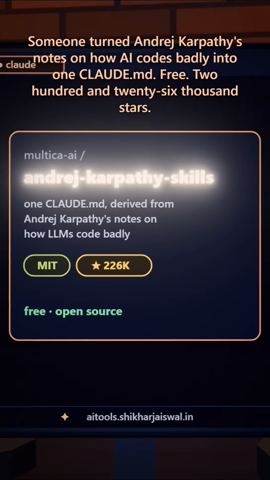 Someone turned Andrej Karpathy's
notes on how AI codes badly into
one CLAUDE.md. Free. Two
hundred and twenty-six thousand
stars.
claude
multica-ai /
andrej-karpathy-skills
one CLAUDE.md, derived from
Andrej Karpathy's notes on
how LLMs code badly
MIT ★ 226K
free · open source
✦ aitools.shikharjaiswal.in